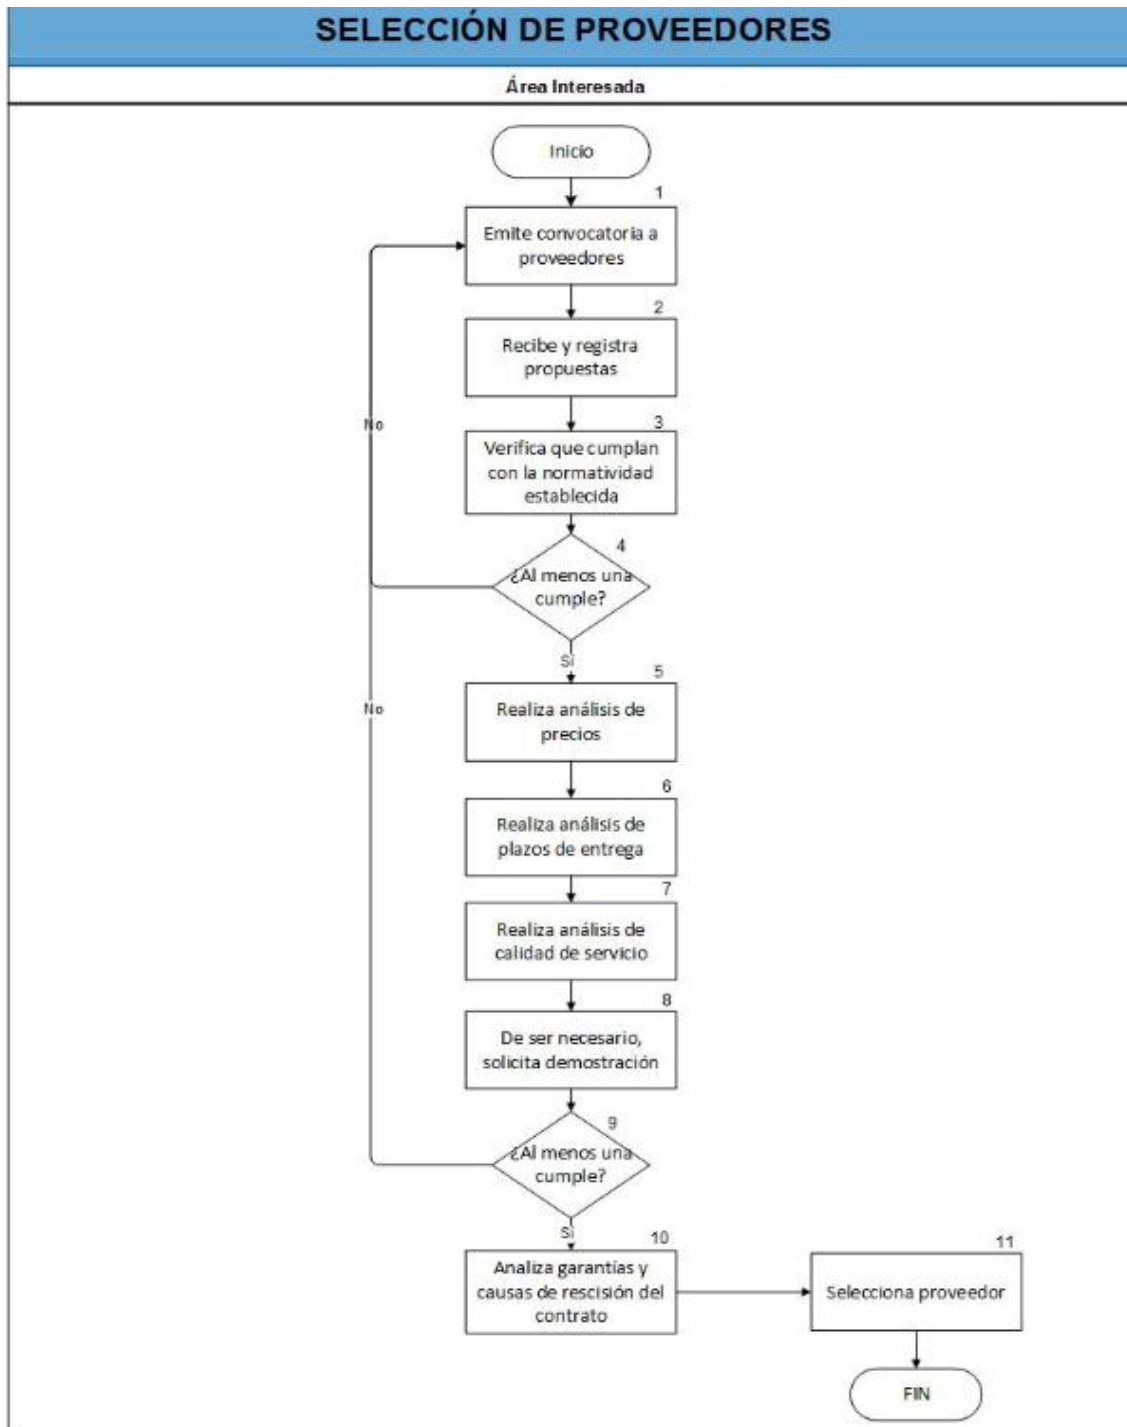 SELECCIÓN DE PROVEEDORES
Área Interesada
Inicio
1
Emite convocatoria a
proveedores
2
Recibe y registra
propuestas
No
3
Verifica que cumplan
con la normatividad
establecida
4
¿Al menos una
cumple?
Sí
5
Realiza análisis de
precios
No
6
Realiza análisis de
plazos de entrega
7
Realiza análisis de
calidad de servicio
8
De ser necesario,
solicita demostración
9
¿Al menos una
cumple?
Sí
10
Analiza garantías y
causas de rescisión del
contrato
11
Selecciona proveedor
FIN